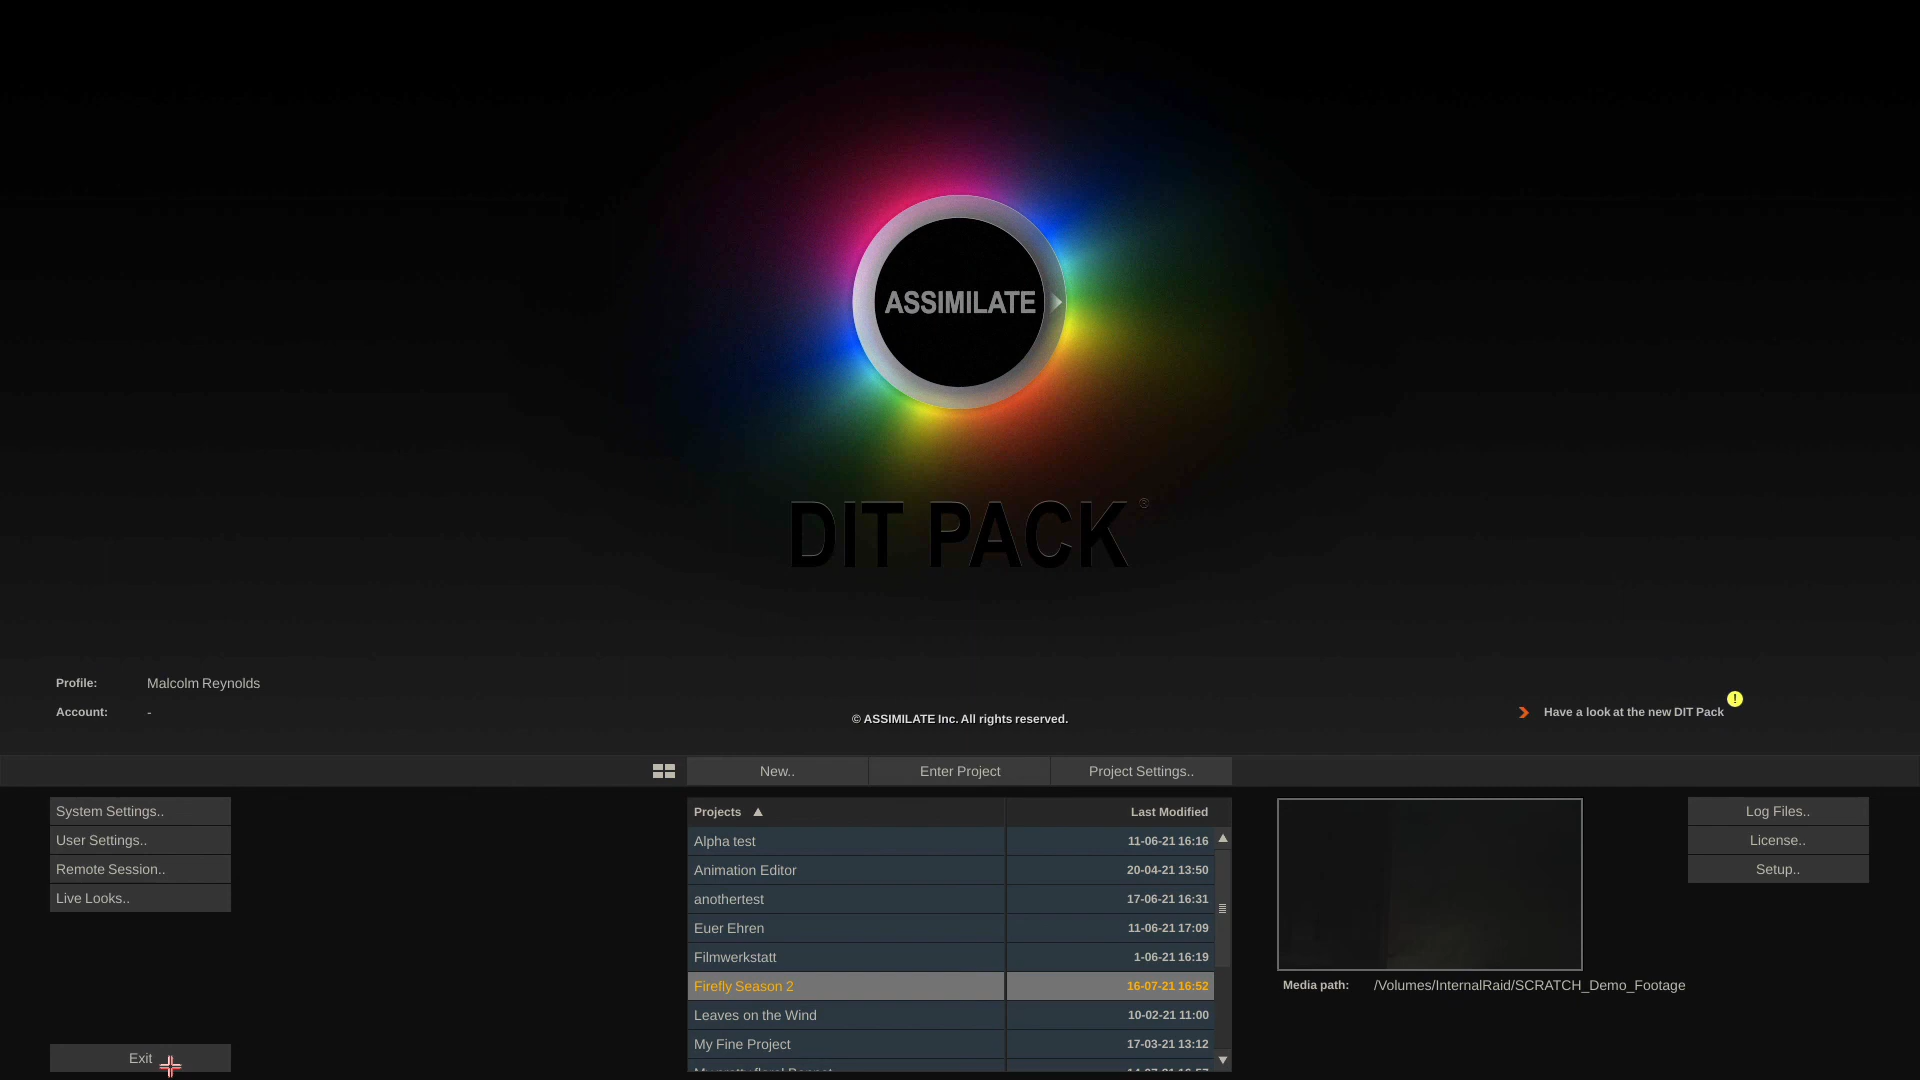 ASSIMILATE
DIT PACK
Profile: Malcolm Reynolds
Account: -
© ASSIMILATE Inc. All rights reserved.
Have a look at the new DIT Pack
!
New.. Enter Project Project Settings..
System Settings..
User Settings..
Remote Session..
Live Looks..
Exit
Projects Last Modified
Alpha test 11-06-21 16:16
Animation Editor 20-04-21 13:50
anothertest 17-06-21 16:31
Euer Ehren 11-06-21 17:09
Filmwerkstatt 1-06-21 16:19
Firefly Season 2 16-07-21 16:52
Leaves on the Wind 10-02-21 11:00
My Fine Project 17-03-21 13:12
Media path: /Volumes/InternalRaid/SCRATCH_Demo_Footage
Log Files..
License..
Setup..